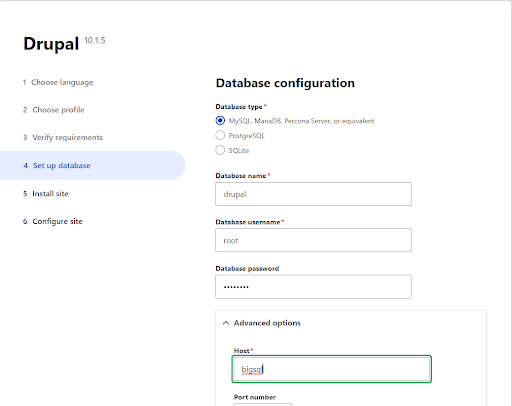 Drupal 10.1.5
1 Choose language
2 Choose profile
3 Verify requirements
4 Set up database
5 Install site
6 Configure site
Database configuration
Database type*
MySQL, MariaDB, Percona Server, or equivalent
PostgreSQL
SQLite
Database name*
drupal
Database username*
root
Database password
••••••••
Advanced options
Host*
bigsql
Port number